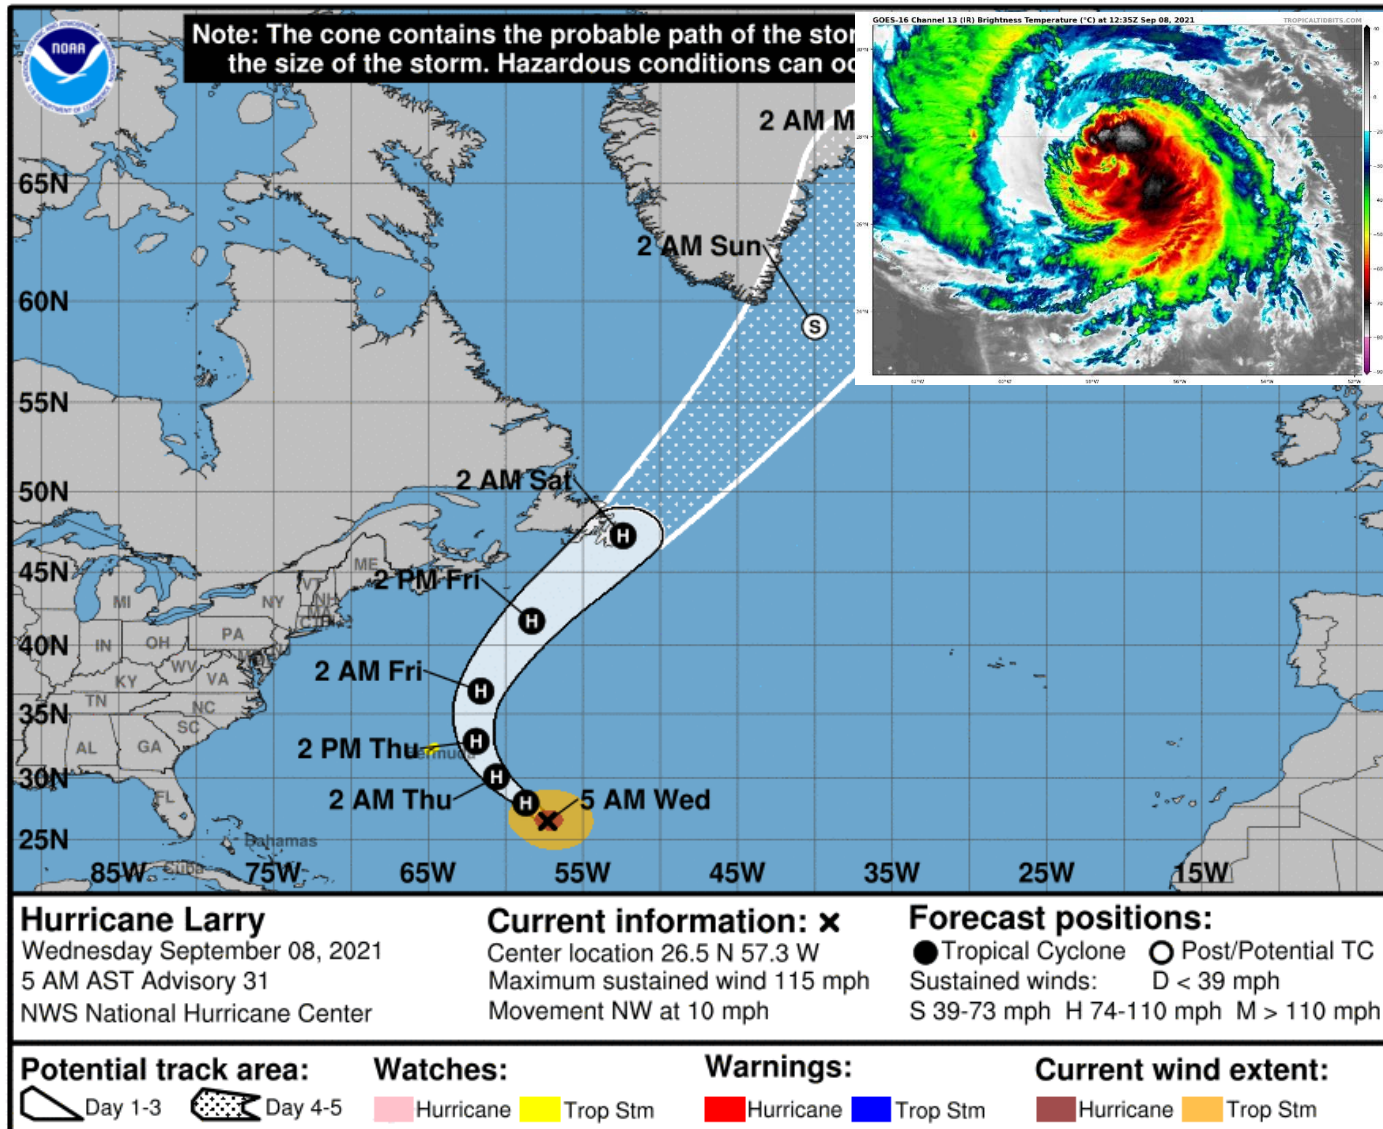 Note: The cone contains the probable path of the stor
the size of the storm. Hazardous conditions can oc
NOAA
GOES-16 Channel 13 (IR) Brightness Temperature (°C) at 12:35Z Sep 08, 2021
TROPICALTIDBITS.COM
2 AM M
65N
2 AM Sun
60N
S
55N
50N
2 AM Sat
H
45N
ME
VT
NH
MA
CT
RI
MI
NY
2 PM Fri
H
40N
IN
OH
PA
NJ
WV
KY
VA
2 AM Fri
H
TN
NC
35N
SC
AL
GA
2 PM Thu
H
Bermuda
30N
FL
2 AM Thu
H
H
5 AM Wed
25N
Bahamas
Cuba
85W 75W 65W 55W 45W 35W 25W 15W
Hurricane Larry
Wednesday September 08, 2021
5 AM AST Advisory 31
NWS National Hurricane Center
Current information: ×
Center location 26.5 N 57.3 W
Maximum sustained wind 115 mph
Movement NW at 10 mph
Forecast positions:
Tropical Cyclone Post/Potential TC
Sustained winds: D < 39 mph
S 39-73 mph H 74-110 mph M > 110 mph
Potential track area:
Day 1-3 Day 4-5
Watches:
Hurricane Trop Stm
Warnings:
Hurricane Trop Stm
Current wind extent:
Hurricane Trop Stm